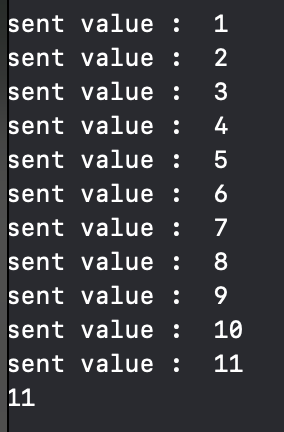 sent value :  1
sent value :  2
sent value :  3
sent value :  4
sent value :  5
sent value :  6
sent value :  7
sent value :  8
sent value :  9
sent value :  10
sent value :  11
11